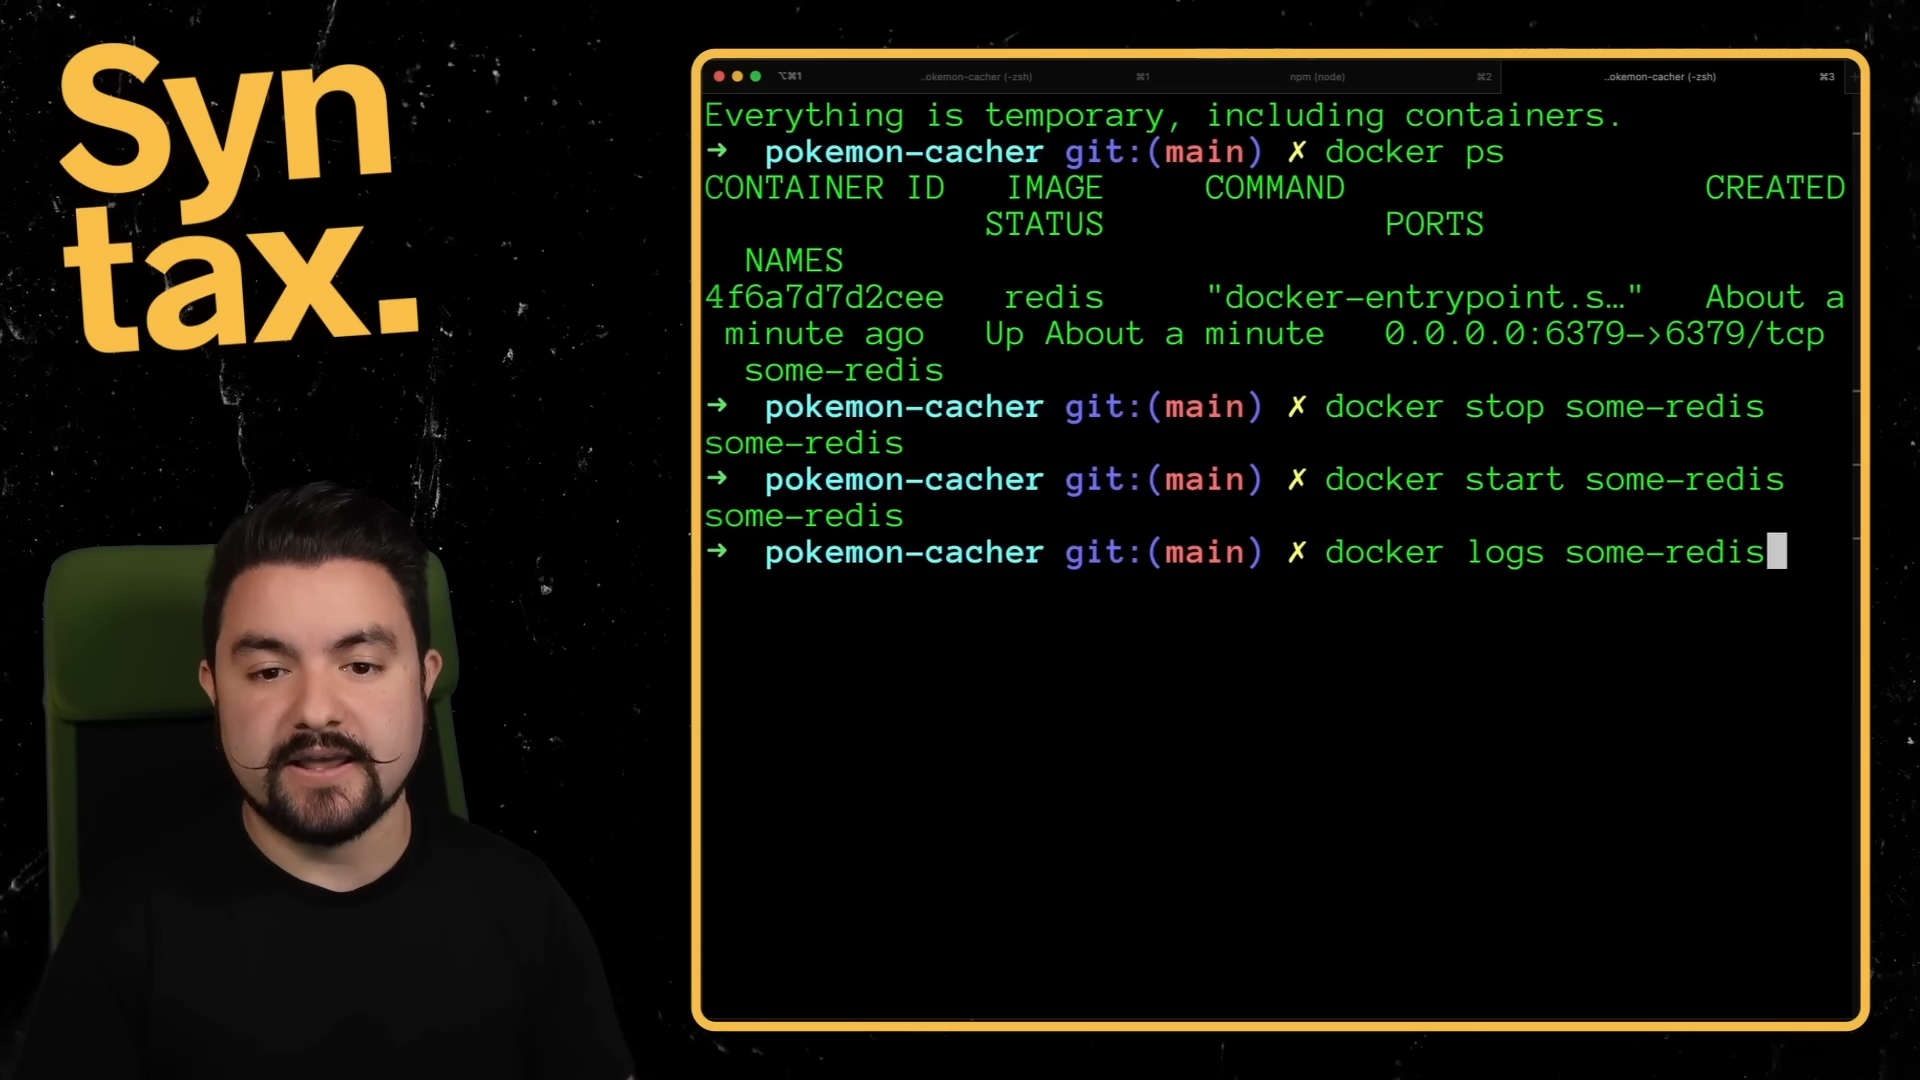 Syn
tax.
⌥⌘1 ..okemon-cacher (-zsh) ⌘1 npm (node) ⌘2 ..okemon-cacher (-zsh) ⌘3
Everything is temporary, including containers.
➜ pokemon-cacher git:(main) ✗ docker ps
CONTAINER ID IMAGE COMMAND CREATED
STATUS PORTS
NAMES
4f6a7d7d2cee redis "docker-entrypoint.s…" About a
minute ago Up About a minute 0.0.0.0:6379->6379/tcp
some-redis
➜ pokemon-cacher git:(main) ✗ docker stop some-redis
some-redis
➜ pokemon-cacher git:(main) ✗ docker start some-redis
some-redis
➜ pokemon-cacher git:(main) ✗ docker logs some-redis